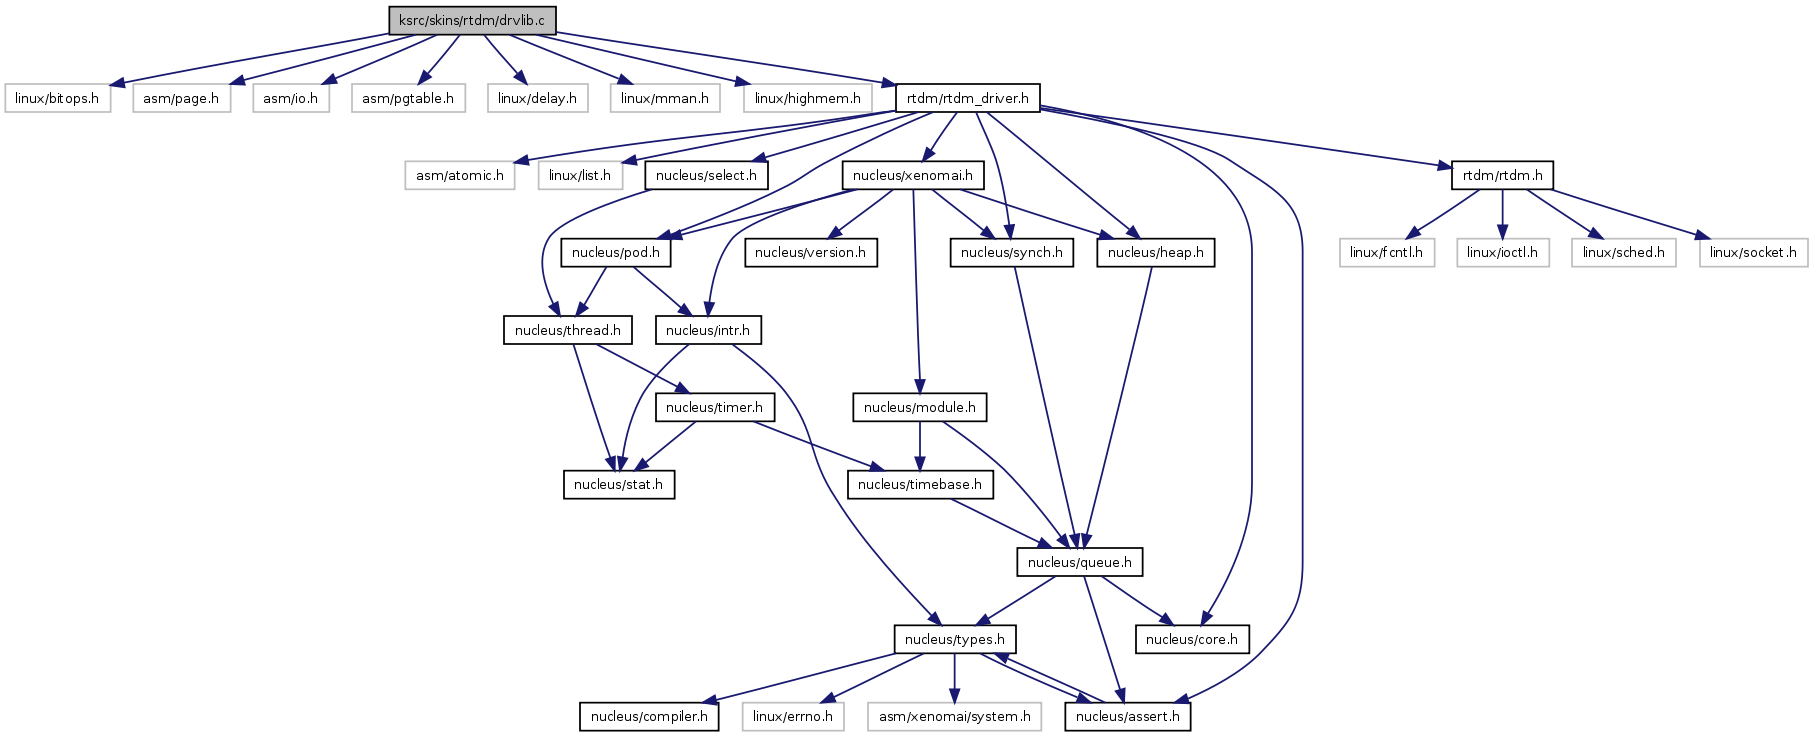 ksrc/skins/rtdm/drvlib.c
linux/bitops.h
asm/page.h
asm/io.h
asm/pgtable.h
linux/delay.h
linux/mman.h
linux/highmem.h
rtdm/rtdm_driver.h
asm/atomic.h
linux/list.h
nucleus/select.h
nucleus/xenomai.h
rtdm/rtdm.h
nucleus/pod.h
nucleus/version.h
nucleus/synch.h
nucleus/heap.h
linux/fcntl.h
linux/ioctl.h
linux/sched.h
linux/socket.h
nucleus/thread.h
nucleus/intr.h
nucleus/timer.h
nucleus/module.h
nucleus/stat.h
nucleus/timebase.h
nucleus/queue.h
nucleus/types.h
nucleus/core.h
nucleus/compiler.h
linux/errno.h
asm/xenomai/system.h
nucleus/assert.h